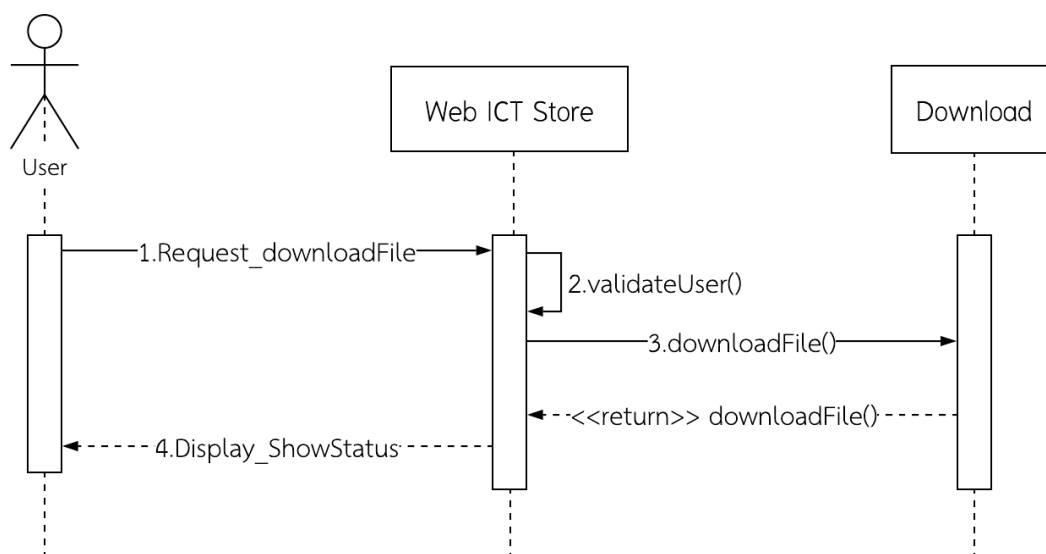 User
Web ICT Store
Download
1.Request_downloadFile
2.validateUser()
3.downloadFile()
<<return>> downloadFile()
4.Display_ShowStatus